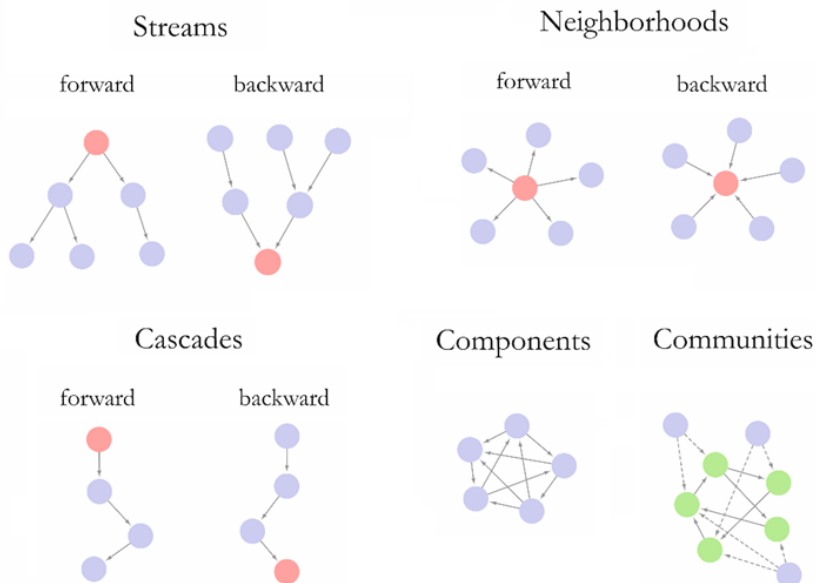 Streams
forward backward
Neighborhoods
forward backward
Cascades
forward backward
Components
Communities